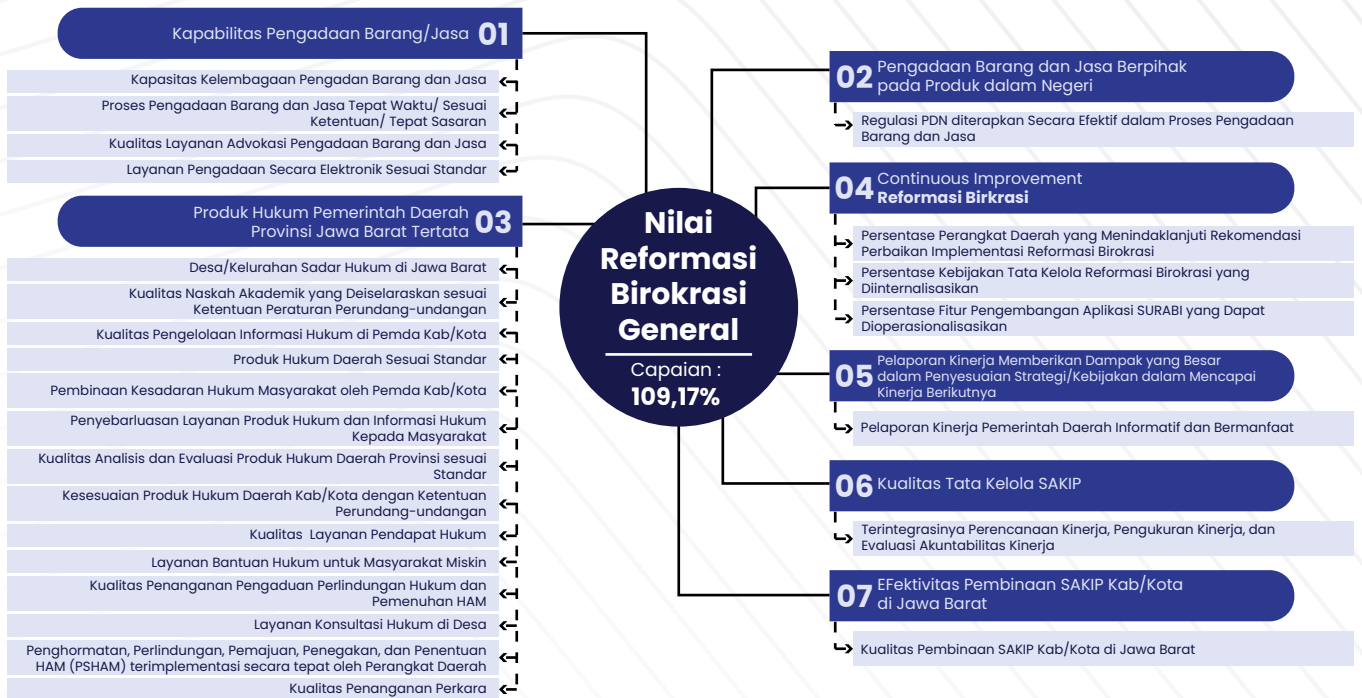 Kapabilitas Pengadaan Barang/Jasa 01
Kapasitas Kelembagaan Pengadan Barang dan Jasa
Proses Pengadaan Barang dan Jasa Tepat Waktu/ Sesuai
Ketentuan/ Tepat Sasaran
Kualitas Layanan Advokasi Pengadaan Barang dan Jasa
Layanan Pengadaan Secara Elektronik Sesuai Standar
Produk Hukum Pemerintah Daerah
Provinsi Jawa Barat Tertata 03
Desa/Kelurahan Sadar Hukum di Jawa Barat
Kualitas Naskah Akademik yang Deiselaraskan sesuai
Ketentuan Peraturan Perundang-undangan
Kualitas Pengelolaan Informasi Hukum di Pemda Kab/Kota
Produk Hukum Daerah Sesuai Standar
Pembinaan Kesadaran Hukum Masyarakat oleh Pemda Kab/Kota
Penyebarluasan Layanan Produk Hukum dan Informasi Hukum
Kepada Masyarakat
Kualitas Analisis dan Evaluasi Produk Hukum Daerah Provinsi sesuai
Standar
Kesesuaian Produk Hukum Daerah Kab/Kota dengan Ketentuan
Perundang-undangan
Kualitas Layanan Pendapat Hukum
Layanan Bantuan Hukum untuk Masyarakat Miskin
Kualitas Penanganan Pengaduan Perlindungan Hukum dan
Pemenuhan HAM
Layanan Konsultasi Hukum di Desa
Penghormatan, Perlindungan, Pemajuan, Penegakan, dan Penentuan
HAM (PSHAM) terimplementasi secara tepat oleh Perangkat Daerah
Kualitas Penanganan Perkara
Nilai
Reformasi
Birokrasi
General
Capaian :
109,17%
02 Pengadaan Barang dan Jasa Berpihak
pada Produk dalam Negeri
Regulasi PDN diterapkan Secara Efektif dalam Proses Pengadaan
Barang dan Jasa
04 Continuous Improvement
Reformasi Birkrasi
Persentase Perangkat Daerah yang Menindaklanjuti Rekomendasi
Perbaikan Implementasi Reformasi Birokrasi
Persentase Kebijakan Tata Kelola Reformasi Birokrasi yang
Diinternalisasikan
Persentase Fitur Pengembangan Aplikasi SURABI yang Dapat
Dioperasionalisasikan
05 Pelaporan Kinerja Memberikan Dampak yang Besar
dalam Penyesuaian Strategi/Kebijakan dalam Mencapai
Kinerja Berikutnya
Pelaporan Kinerja Pemerintah Daerah Informatif dan Bermanfaat
06 Kualitas Tata Kelola SAKIP
Terintegrasinya Perencanaan Kinerja, Pengukuran Kinerja, dan
Evaluasi Akuntabilitas Kinerja
07 EFektivitas Pembinaan SAKIP Kab/Kota
di Jawa Barat
Kualitas Pembinaan SAKIP Kab/Kota di Jawa Barat